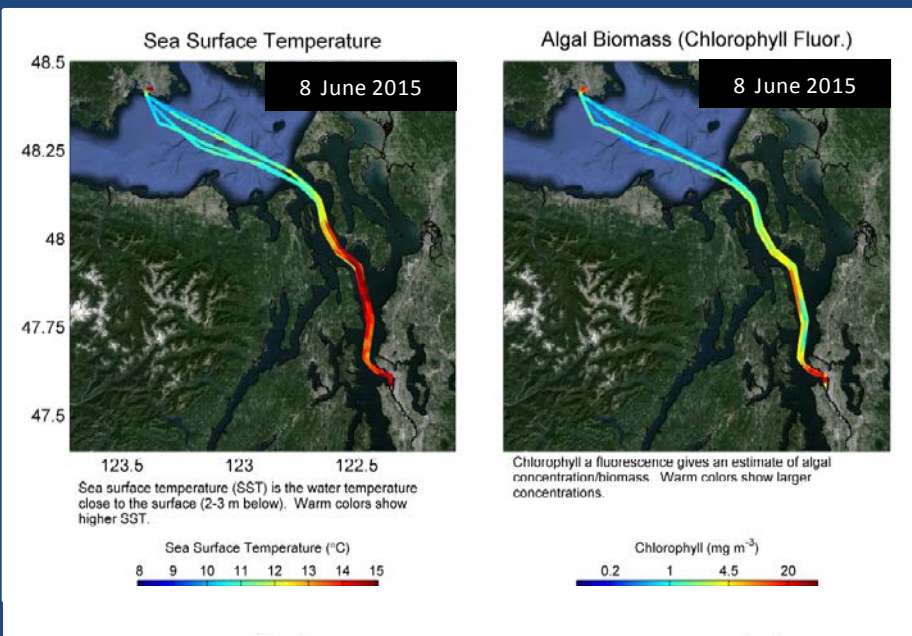 Sea Surface Temperature
8 June 2015
48.5
48.25
48
47.75
47.5
123.5 123 122.5
Sea surface temperature (SST) is the water temperature
close to the surface (2-3 m below). Warm colors show
higher SST.
Sea Surface Temperature (°C)
8 9 10 11 12 13 14 15
Algal Biomass (Chlorophyll Fluor.)
8 June 2015
Chlorophyll a fluorescence gives an estimate of algal
concentration/biomass. Warm colors show larger
concentrations.
Chlorophyll (mg m⁻³)
0.2 1 4.5 20